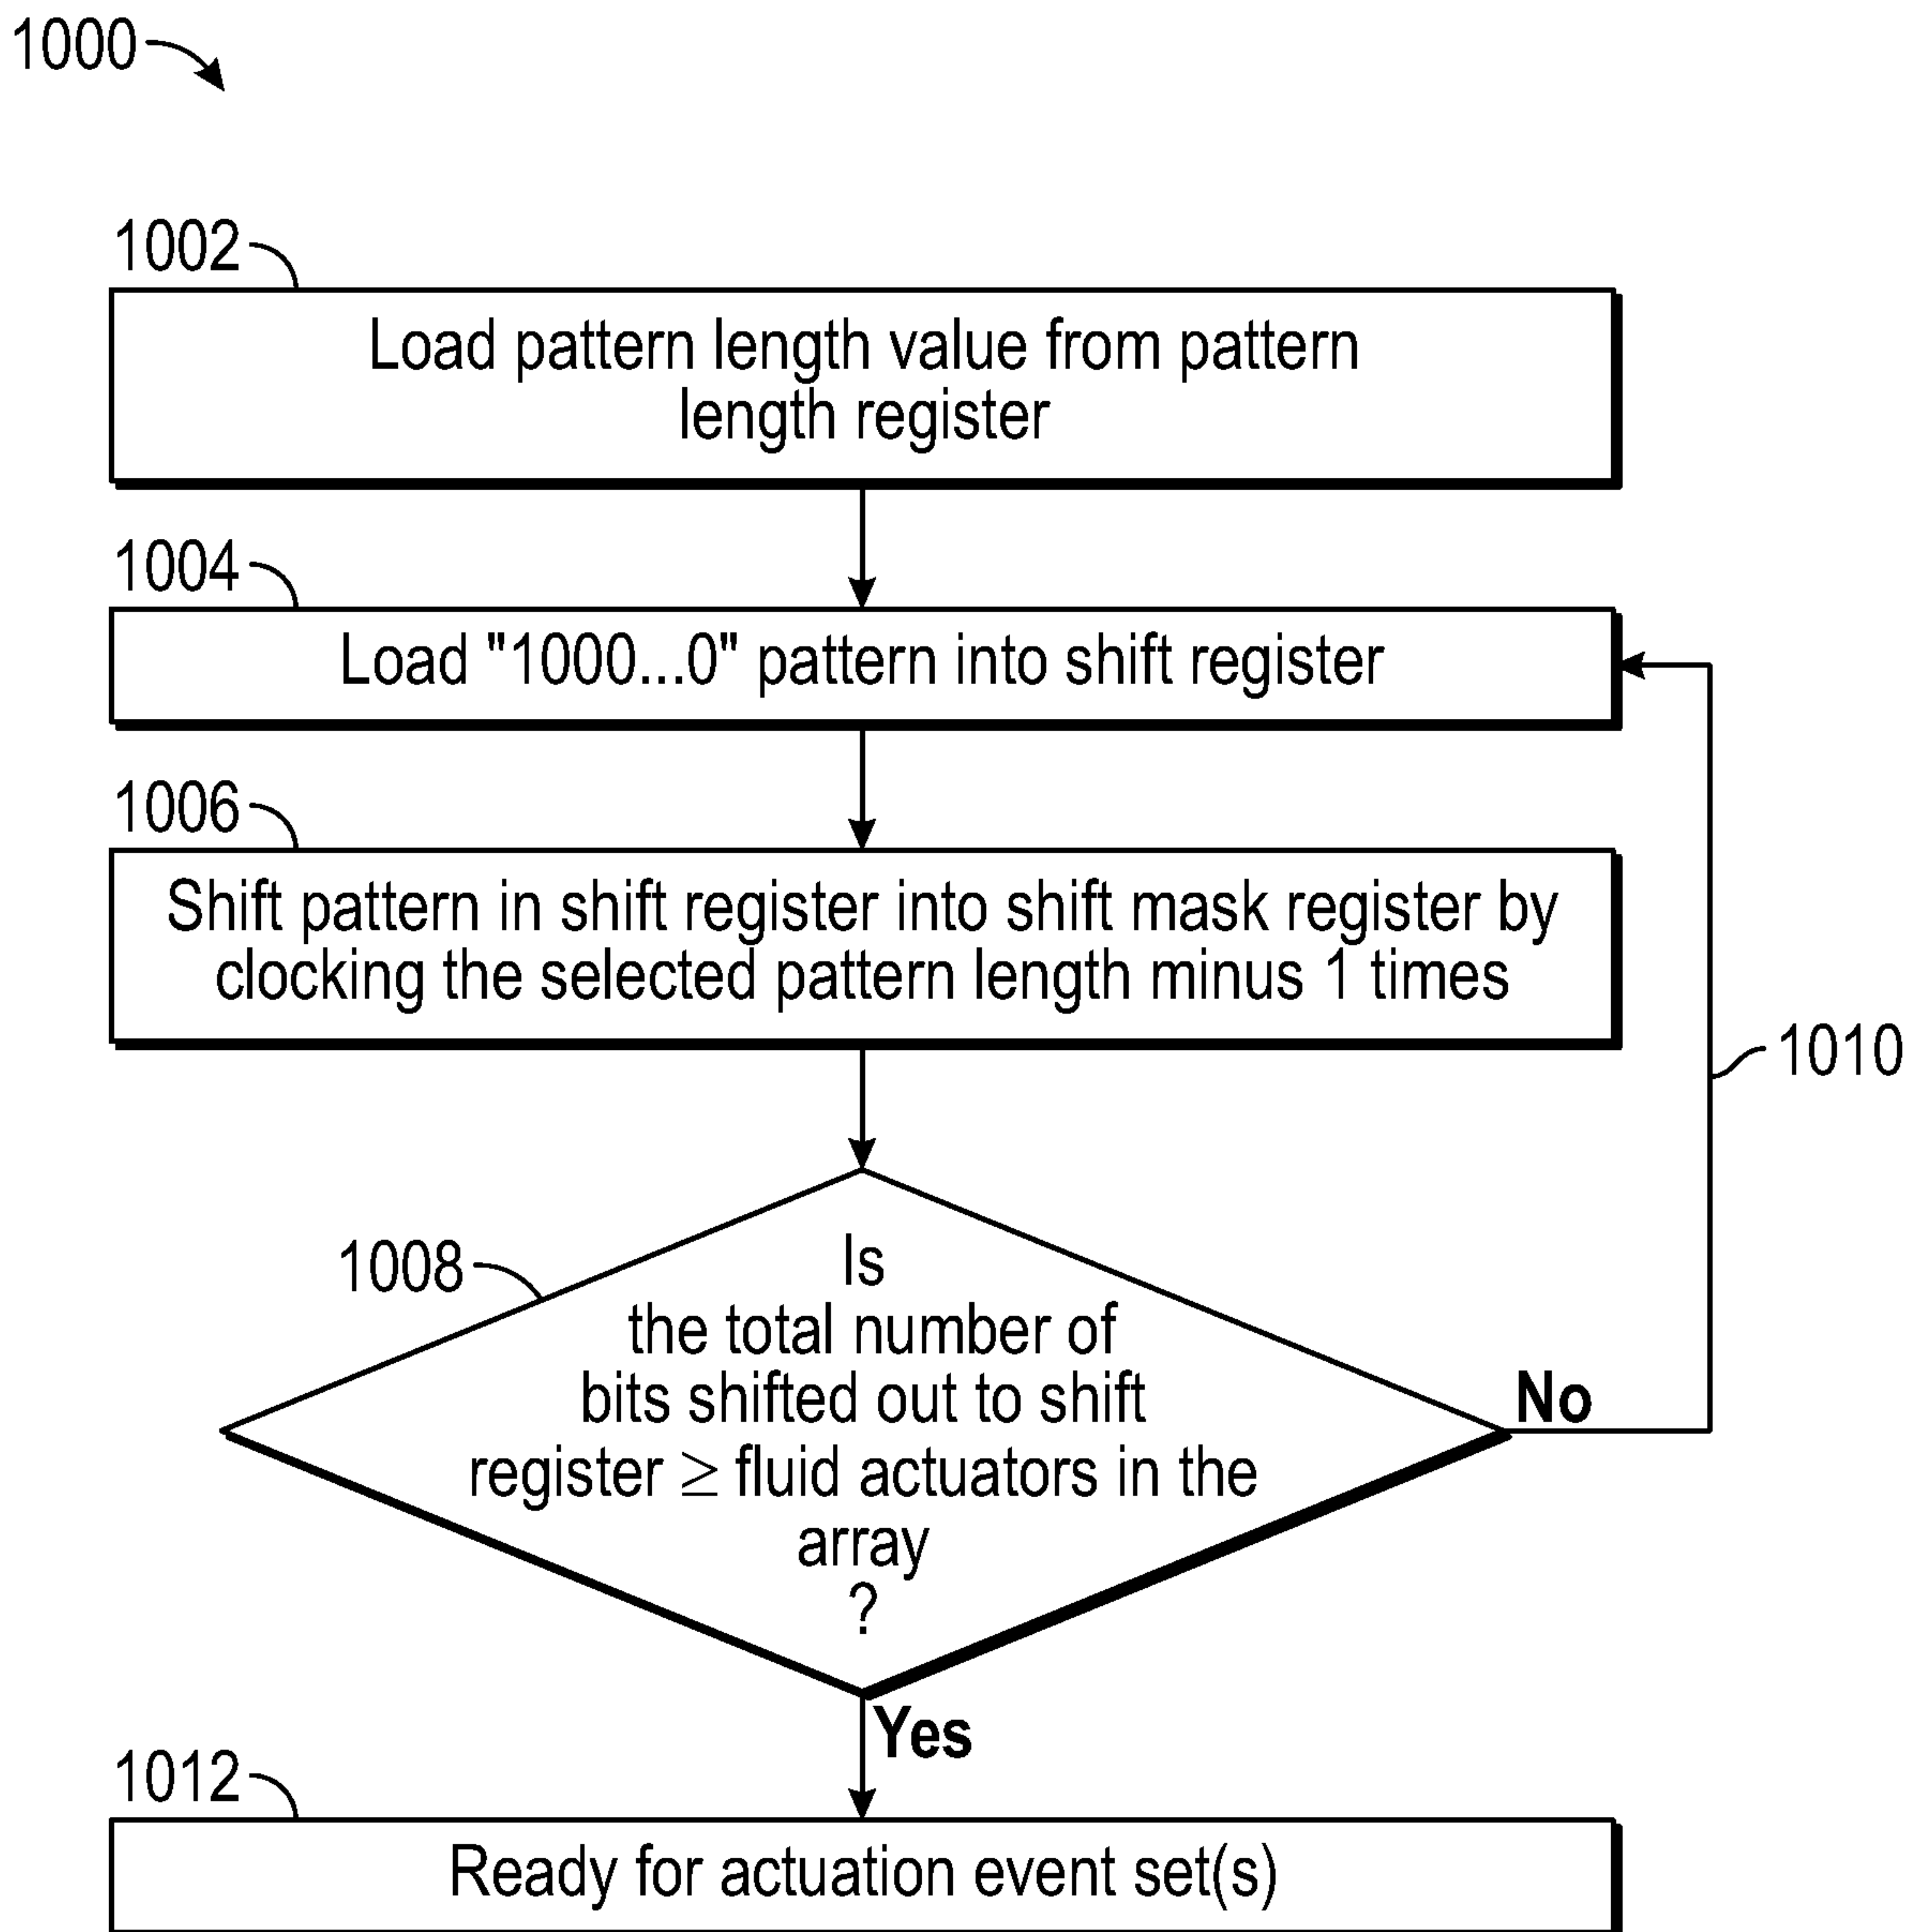 1000
1002
Load pattern length value from pattern
length register
1004
Load "1000...0" pattern into shift register
1006
Shift pattern in shift register into shift mask register by
clocking the selected pattern length minus 1 times
1010
1008
Is
the total number of
bits shifted out to shift
register ≥ fluid actuators in the
array
?
No
Yes
1012
Ready for actuation event set(s)